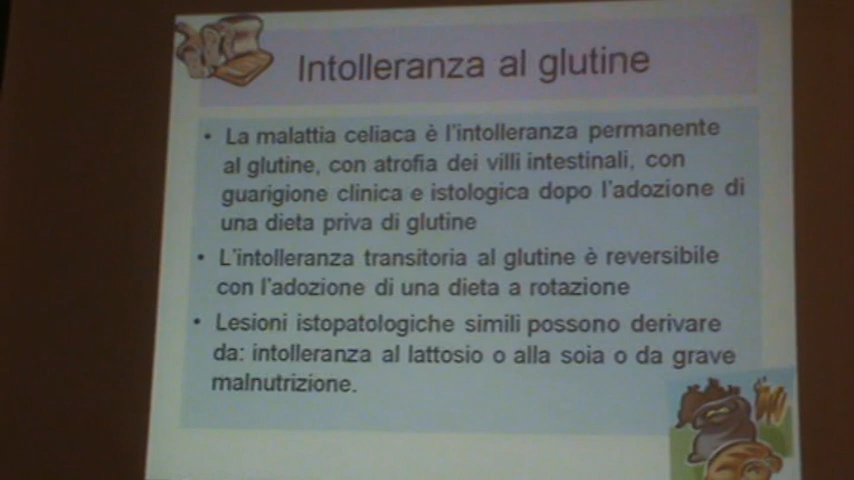 Intolleranza al glutine
• La malattia celiaca è l'intolleranza permanente
al glutine, con atrofia dei villi intestinali, con
guarigione clinica e istologica dopo l'adozione di
una dieta priva di glutine
• L'intolleranza transitoria al glutine è reversibile
con l'adozione di una dieta a rotazione
• Lesioni istopatologiche simili possono derivare
da: intolleranza al lattosio o alla soia o da grave
malnutrizione.